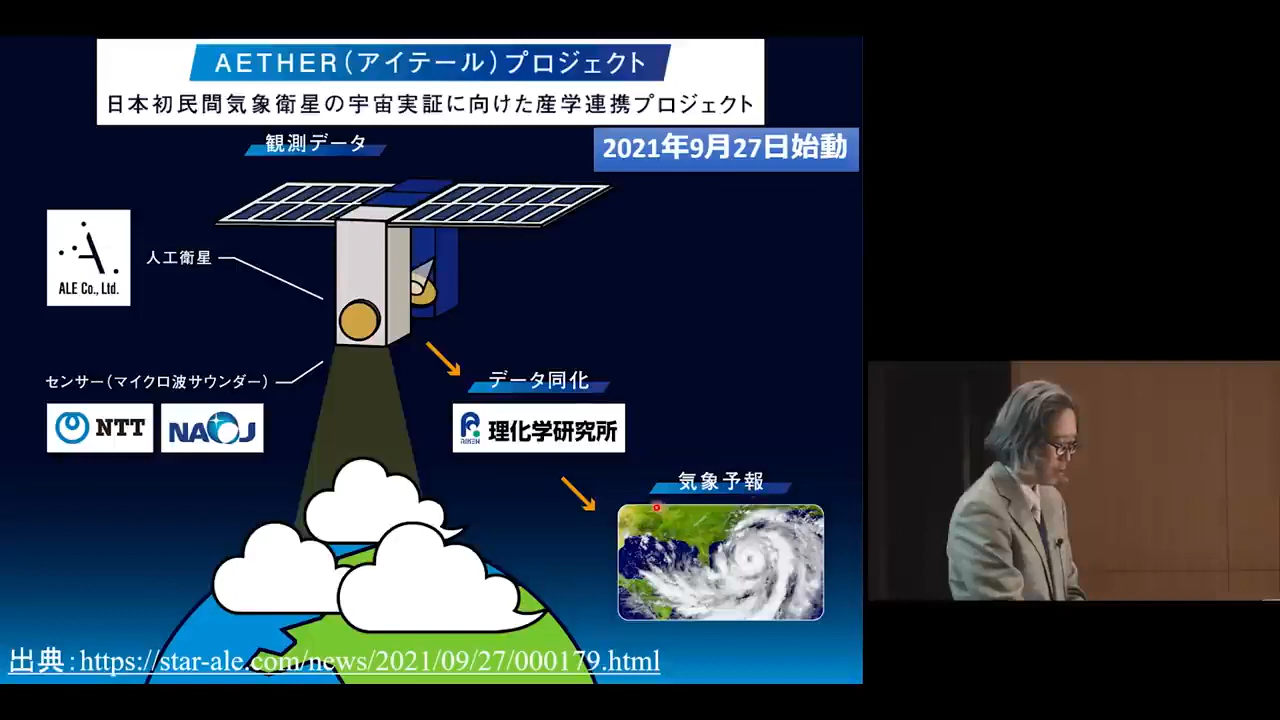 AETHER(アイテール)プロジェクト
日本初民間気象衛星の宇宙実証に向けた産学連携プロジェクト
2021年9月27日始動
観測データ
ALE Co., Ltd.
人工衛星
センサー(マイクロ波サウンダー)
NTT
NAOJ
データ同化
RIKEN
理化学研究所
気象予報
出典:https://star-ale.com/news/2021/09/27/000179.html